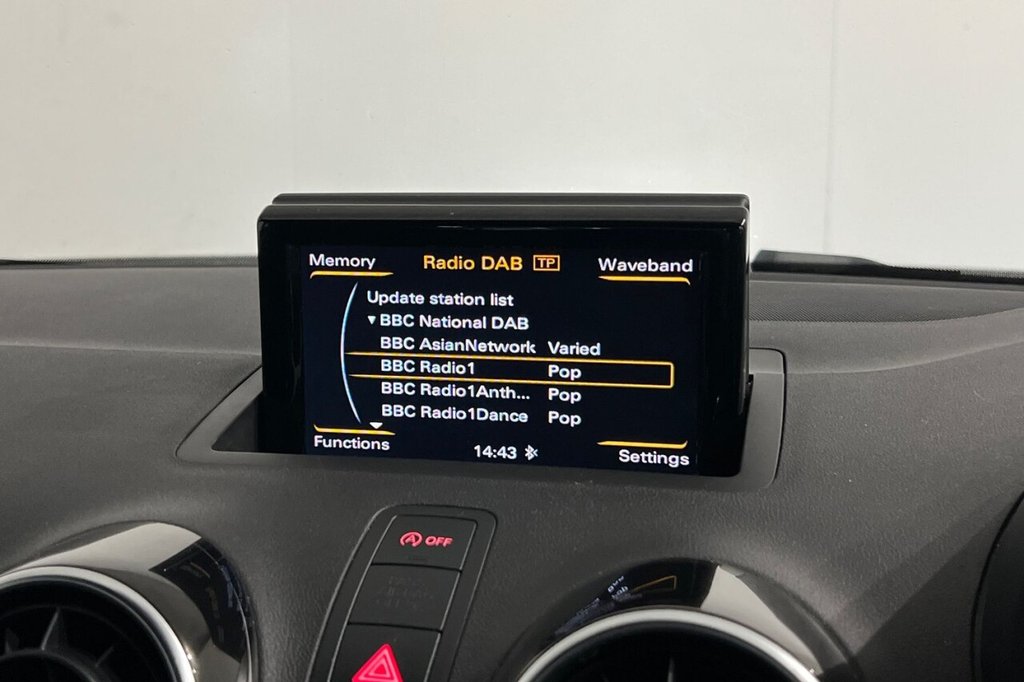 Memory Radio DAB TP Waveband
Update station list
▼ BBC National DAB
BBC AsianNetwork Varied
BBC Radio1 Pop
BBC Radio1Anth... Pop
BBC Radio1Dance Pop
Functions 14:43 Settings
A OFF